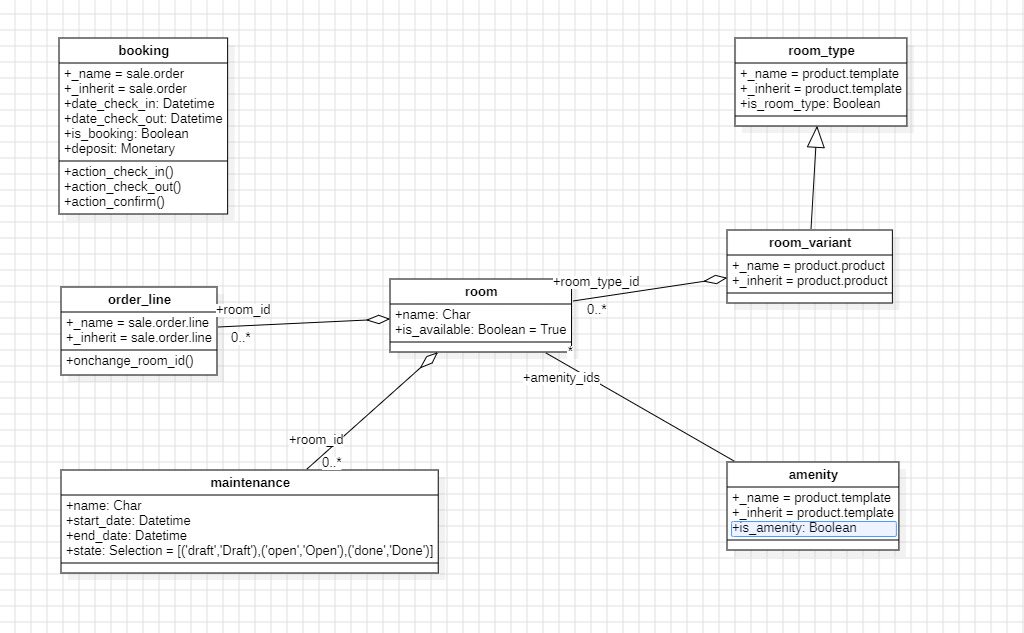 booking
+_name = sale.order
+_inherit = sale.order
+date_check_in: Datetime
+date_check_out: Datetime
+is_booking: Boolean
+deposit: Monetary
+action_check_in()
+action_check_out()
+action_confirm()
room_type
+_name = product.template
+_inherit = product.template
+is_room_type: Boolean
room_variant
+_name = product.product
+_inherit = product.product
+room_type_id
0..*
room
+name: Char
+is_available: Boolean = True
*
+amenity_ids
order_line
+_name = sale.order.line
+_inherit = sale.order.line
+onchange_room_id()
+room_id
0..*
+room_id
0..*
maintenance
+name: Char
+start_date: Datetime
+end_date: Datetime
+state: Selection = [('draft','Draft'),('open','Open'),('done','Done')]
amenity
+_name = product.template
+_inherit = product.template
+is_amenity: Boolean